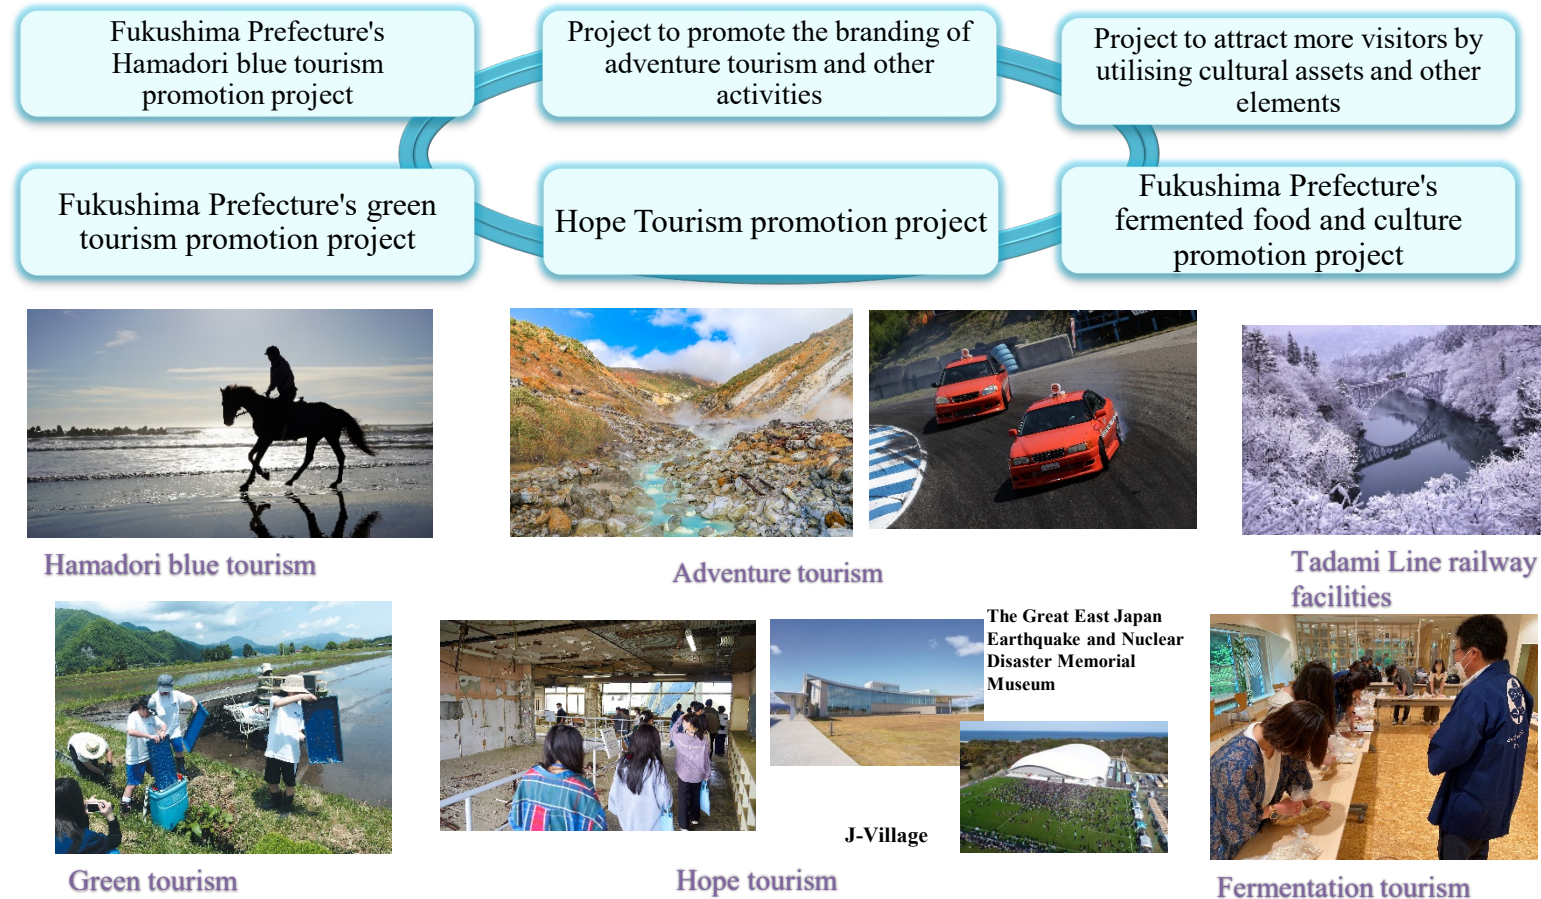 Fukushima Prefecture's
Hamadori blue tourism
promotion project
Project to promote the branding of
adventure tourism and other
activities
Project to attract more visitors by
utilising cultural assets and other
elements
Fukushima Prefecture's green
tourism promotion project
Hope Tourism promotion project
Fukushima Prefecture's
fermented food and culture
promotion project
Hamadori blue tourism
Adventure tourism
Tadami Line railway
facilities
The Great East Japan
Earthquake and Nuclear
Disaster Memorial
Museum
J-Village
Green tourism
Hope tourism
Fermentation tourism